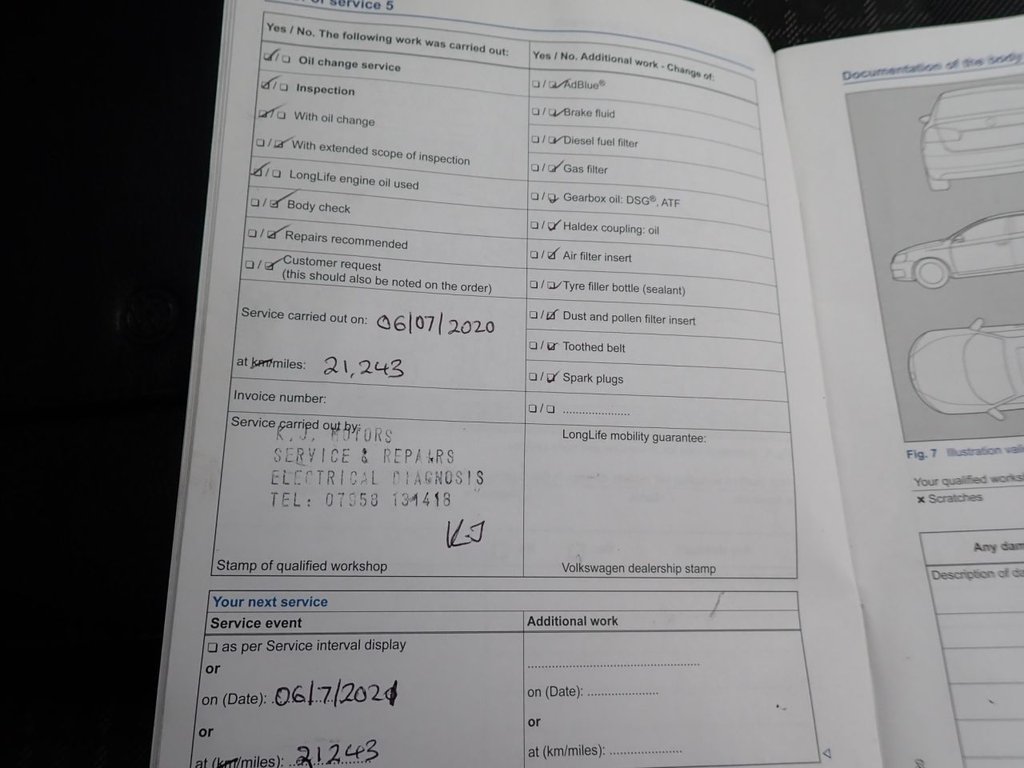 of service 5
Yes / No. The following work was carried out:
☑ / ☐ Oil change service
☑ / ☐ Inspection
☑ / ☐ With oil change
☐ / ☑ With extended scope of inspection
☑ / ☐ LongLife engine oil used
☐ / ☑ Body check
☐ / ☑ Repairs recommended
☐ / ☑ Customer request
(this should also be noted on the order)
Service carried out on: 06/07/2020
at km/miles: 21,243
Invoice number:
Service carried out by:
K.J. MOTORS
SERVICE & REPAIRS
ELECTRICAL DIAGNOSIS
TEL: 07958 131418
K.J
Stamp of qualified workshop
Yes / No. Additional work - Change of:
☐ / ☑ AdBlue®
☐ / ☑ Brake fluid
☐ / ☑ Diesel fuel filter
☐ / ☑ Gas filter
☐ / ☑ Gearbox oil: DSG®, ATF
☐ / ☑ Haldex coupling: oil
☐ / ☑ Air filter insert
☐ / ☑ Tyre filler bottle (sealant)
☐ / ☑ Dust and pollen filter insert
☐ / ☑ Toothed belt
☐ / ☑ Spark plugs
☐ / ☐ .....................
LongLife mobility guarantee:
Volkswagen dealership stamp
Your next service
Service event
☐ as per Service interval display
or
on (Date): 06/7/2021
or
at (km/miles): 21243
Additional work
on (Date): .....................
or
at (km/miles): .....................
Documentation of the body
Fig. 7 Illustration
Your qualified
× Scratches
Any
Description of